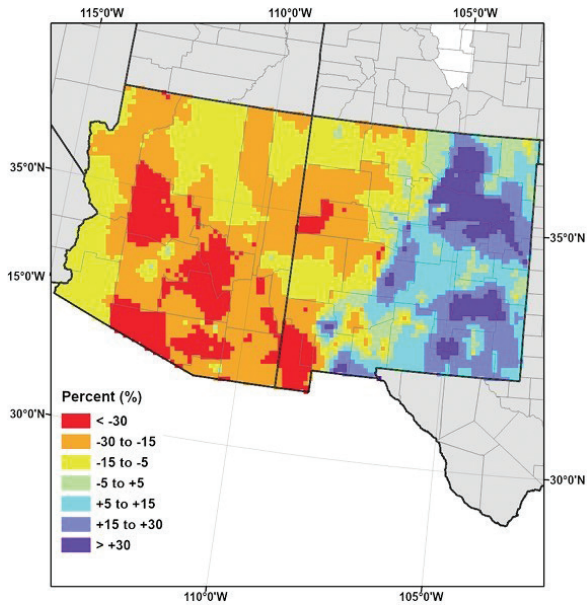 115°0'W
110°0'W
105°0'W
35°0'N
35°0'N
15°0'N
30°0'N
30°0'N
Percent (%)
< -30
-30 to -15
-15 to -5
-5 to +5
+5 to +15
+15 to +30
> +30
110°0'W
105°0'W